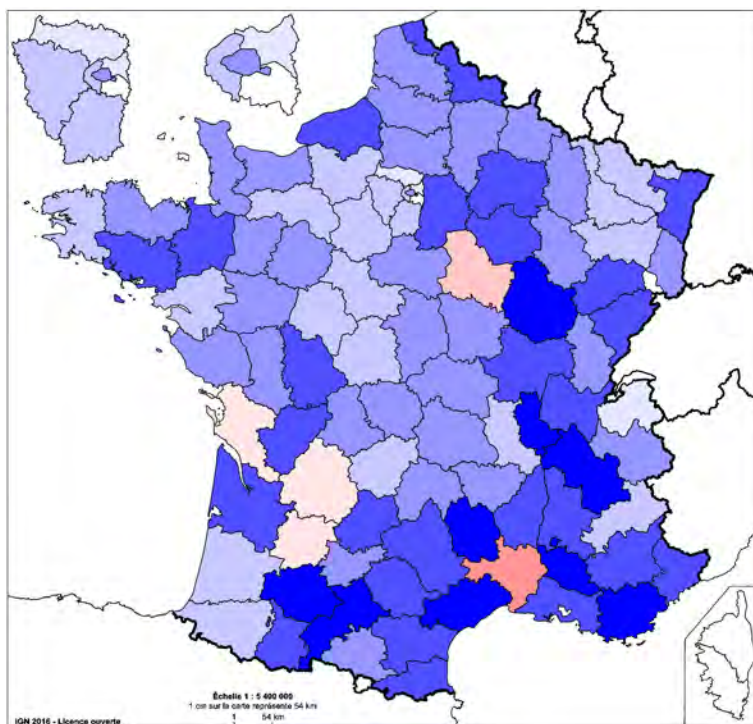 Échelle 1 : 5 400 000
1 cm sur la carte représente 54 km
1 54 km
IGN 2016 - Licence ouverte